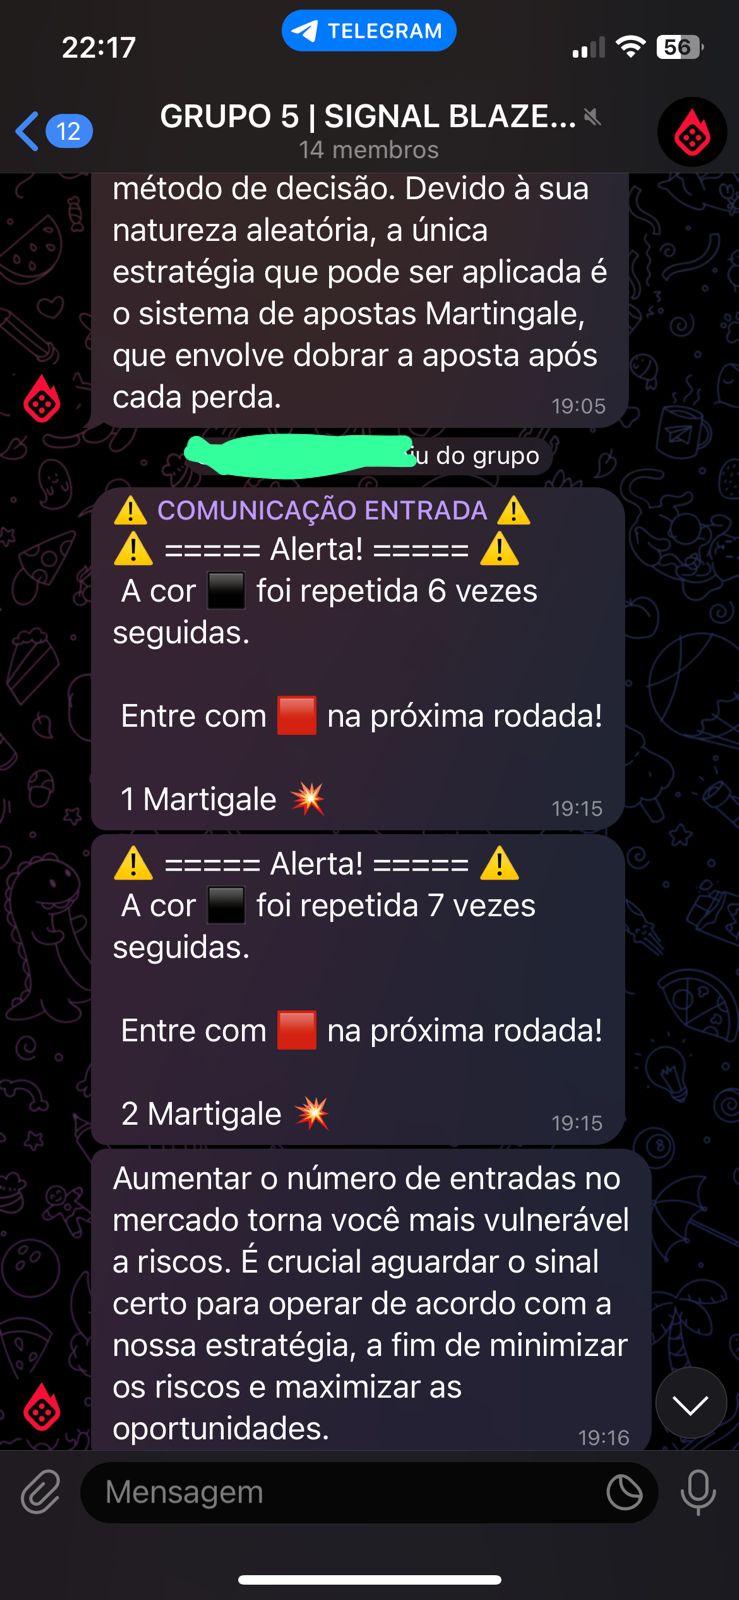 22:17
TELEGRAM
56
12
GRUPO 5 | SIGNAL BLAZE...
14 membros
método de decisão. Devido à sua
natureza aleatória, a única
estratégia que pode ser aplicada é
o sistema de apostas Martingale,
que envolve dobrar a aposta após
cada perda.
19:05
do grupo
⚠️ COMUNICAÇÃO ENTRADA ⚠️
⚠️ ===== Alerta! ===== ⚠️
A cor ⬛ foi repetida 6 vezes
seguidas.
Entre com 🟥 na próxima rodada!
1 Martigale 💥
19:15
⚠️ ===== Alerta! ===== ⚠️
A cor ⬛ foi repetida 7 vezes
seguidas.
Entre com 🟥 na próxima rodada!
2 Martigale 💥
19:15
Aumentar o número de entradas no
mercado torna você mais vulnerável
a riscos. É crucial aguardar o sinal
certo para operar de acordo com a
nossa estratégia, a fim de minimizar
os riscos e maximizar as
oportunidades.
19:16
Mensagem